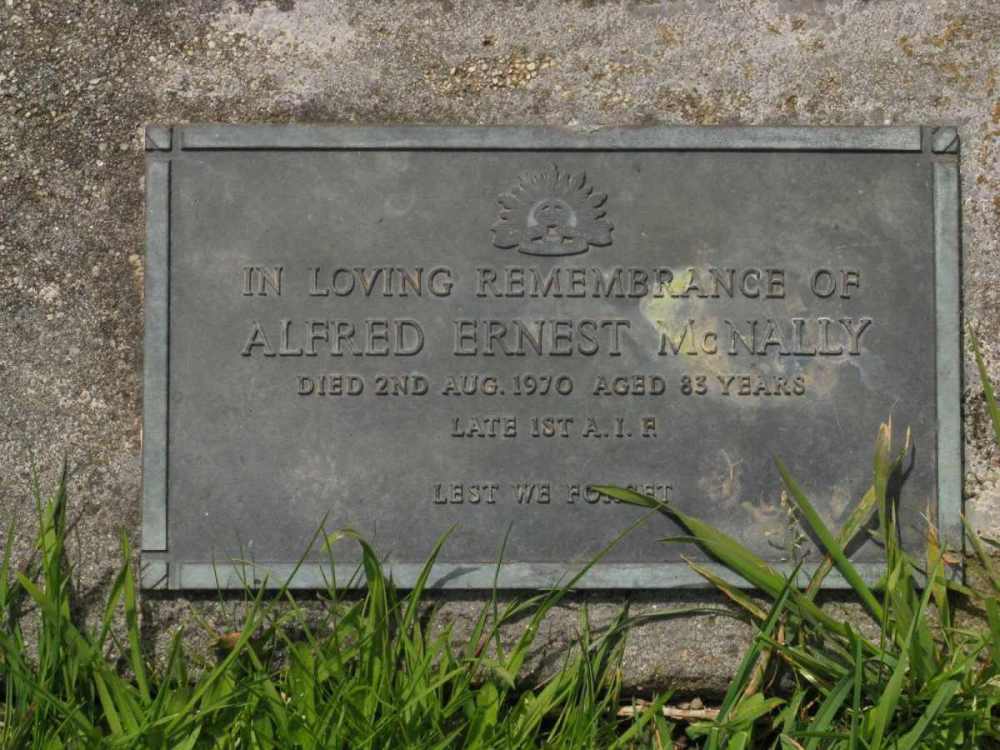 IN LOVING REMEMBRANCE OF
ALFRED ERNEST McNALLY
DIED 2ND AUG. 1970 AGED 83 YEARS
LATE 1ST A.I.F.
LEST WE FORGET